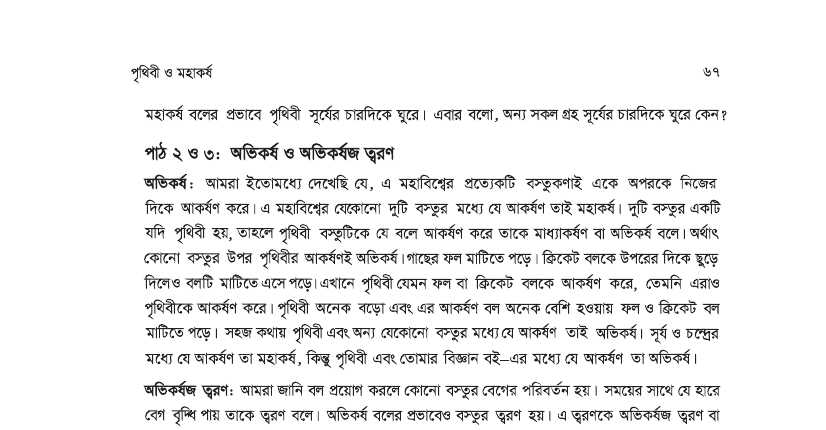 পৃথিবী ও মহাকর্ষ ৬৭
মহাকর্ষ বলের প্রভাবে পৃথিবী সূর্যের চারদিকে ঘুরে। এবার বলো, অন্য সকল গ্রহ সূর্যের চারদিকে ঘুরে কেন?
পাঠ ২ ও ৩: অভিকর্ষ ও অভিকর্ষজ ত্বরণ
অভিকর্ষ: আমরা ইতোমধ্যে দেখেছি যে, এ মহাবিশ্বের প্রত্যেকটি বস্তুকণাই একে অপরকে নিজের
দিকে আকর্ষণ করে। এ মহাবিশ্বের যেকোনো দুটি বস্তুর মধ্যে যে আকর্ষণ তাই মহাকর্ষ। দুটি বস্তুর একটি
যদি পৃথিবী হয়, তাহলে পৃথিবী বস্তুটিকে যে বলে আকর্ষণ করে তাকে মাধ্যাকর্ষণ বা অভিকর্ষ বলে। অর্থাৎ
কোনো বস্তুর উপর পৃথিবীর আকর্ষণই অভিকর্ষ। গাছের ফল মাটিতে পড়ে। ক্রিকেট বলকে উপরের দিকে ছুড়ে
দিলেও বলটি মাটিতে এসে পড়ে। এখানে পৃথিবী যেমন ফল বা ক্রিকেট বলকে আকর্ষণ করে, তেমনি এরাও
পৃথিবীকে আকর্ষণ করে। পৃথিবী অনেক বড়ো এবং এর আকর্ষণ বল অনেক বেশি হওয়ায় ফল ও ক্রিকেট বল
মাটিতে পড়ে। সহজ কথায় পৃথিবী এবং অন্য যেকোনো বস্তুর মধ্যে যে আকর্ষণ তাই অভিকর্ষ। সূর্য ও চন্দ্রের
মধ্যে যে আকর্ষণ তা মহাকর্ষ, কিন্তু পৃথিবী এবং তোমার বিজ্ঞান বই–এর মধ্যে যে আকর্ষণ তা অভিকর্ষ।
অভিকর্ষজ ত্বরণ: আমরা জানি বল প্রয়োগ করলে কোনো বস্তুর বেগের পরিবর্তন হয়। সময়ের সাথে যে হারে
বেগ বৃদ্ধি পায় তাকে ত্বরণ বলে। অভিকর্ষ বলের প্রভাবেও বস্তুর ত্বরণ হয়। এ ত্বরণকে অভিকর্ষজ ত্বরণ বা